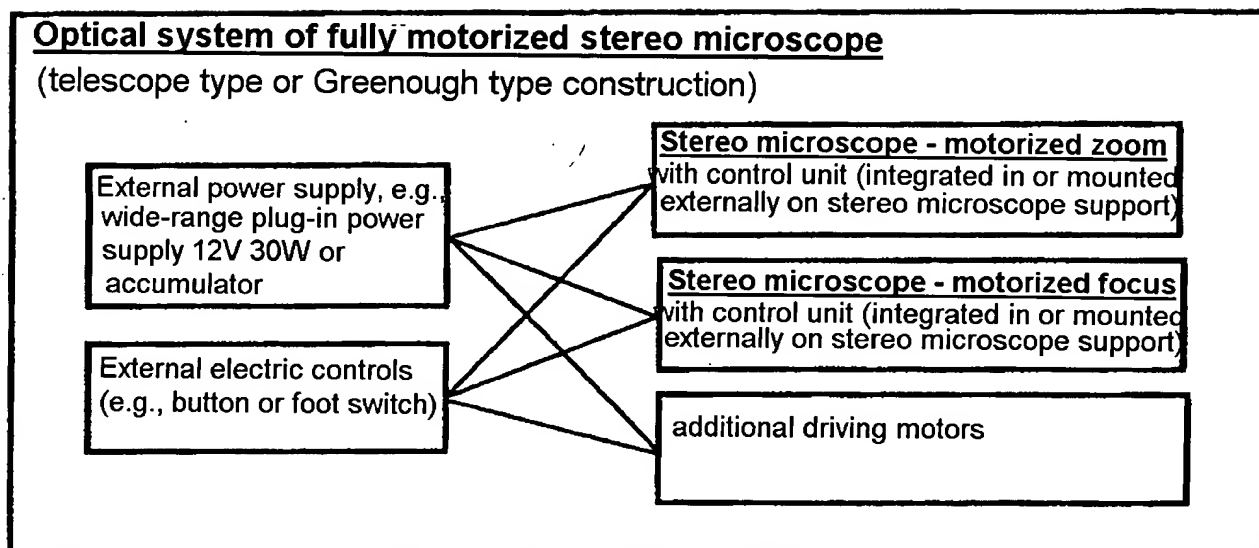 Optical system of fully motorized stereo microscope
(telescope type or Greenough type construction)
External power supply, e.g.,
wide-range plug-in power
supply 12V 30W or
accumulator
External electric controls
(e.g., button or foot switch)
Stereo microscope - motorized zoom
with control unit (integrated in or mounted
externally on stereo microscope support)
Stereo microscope - motorized focus
with control unit (integrated in or mounted
externally on stereo microscope support)
additional driving motors